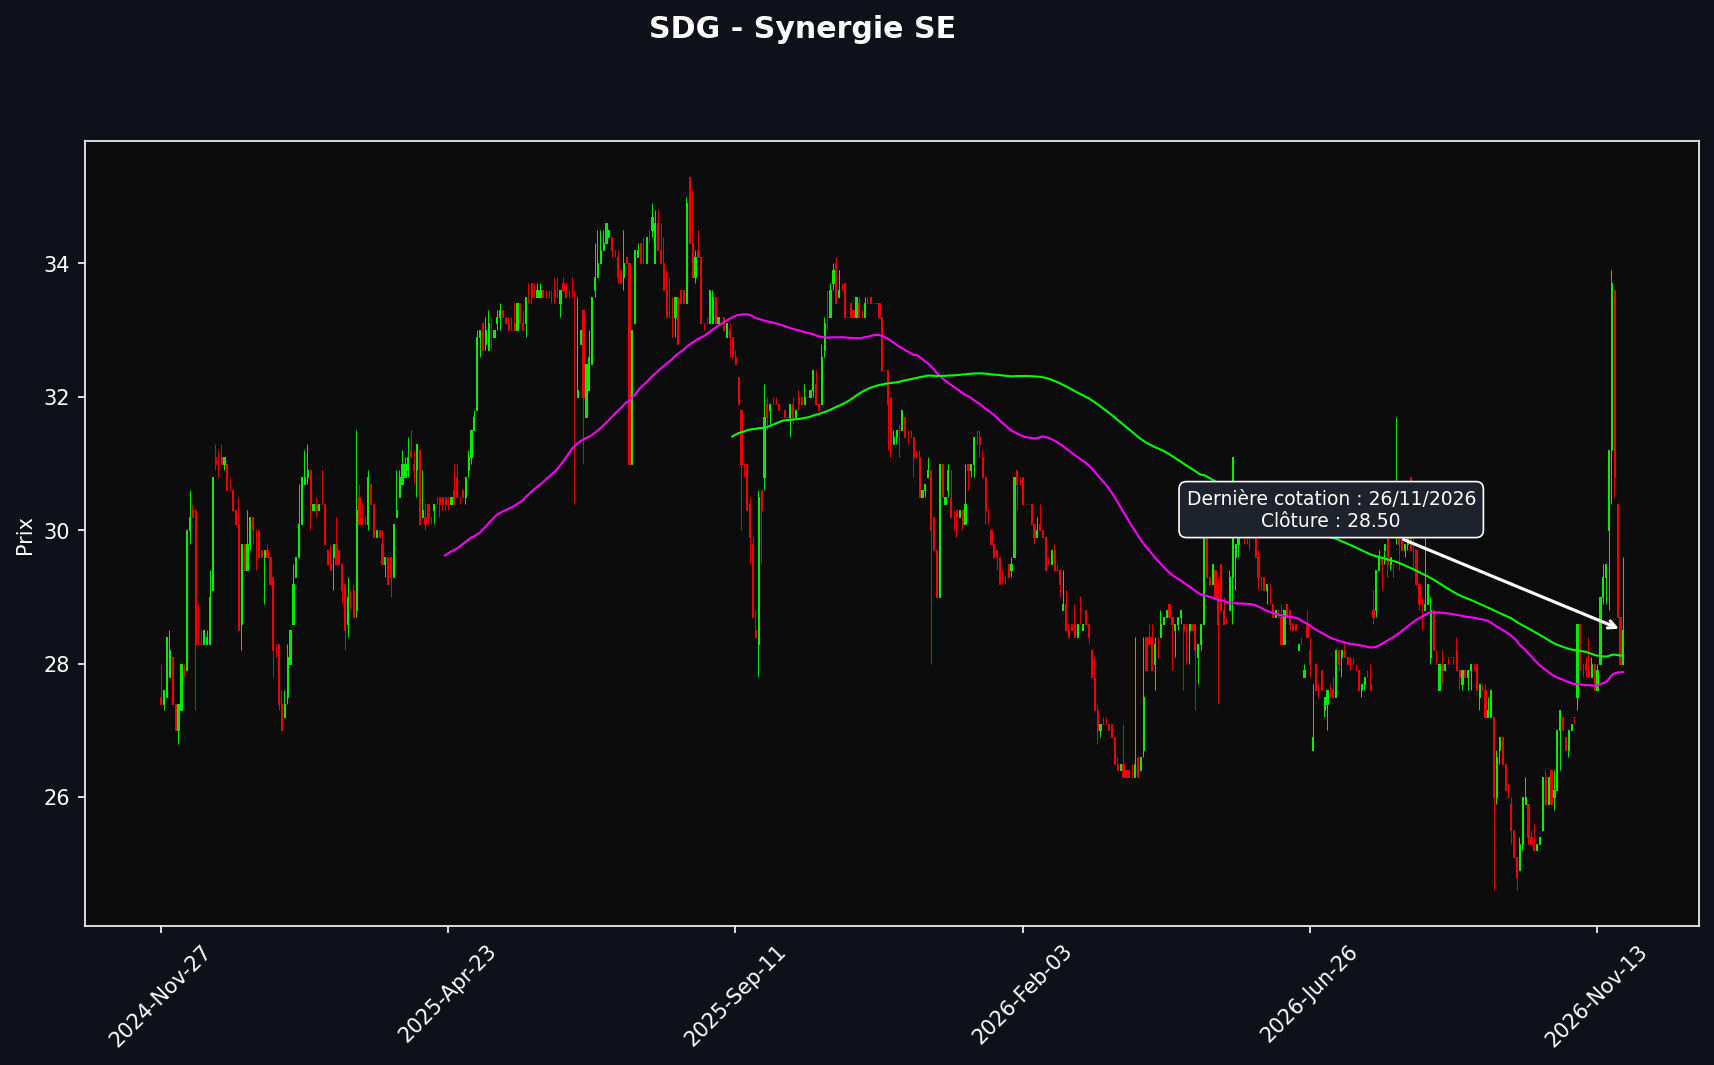 SDG - Synergie SE
Prix
34
32
30
28
26
Dernière cotation : 26/11/2026
Clôture : 28.50
2024-Nov-27
2025-Apr-23
2025-Sep-11
2026-Feb-03
2026-Jun-26
2026-Nov-13